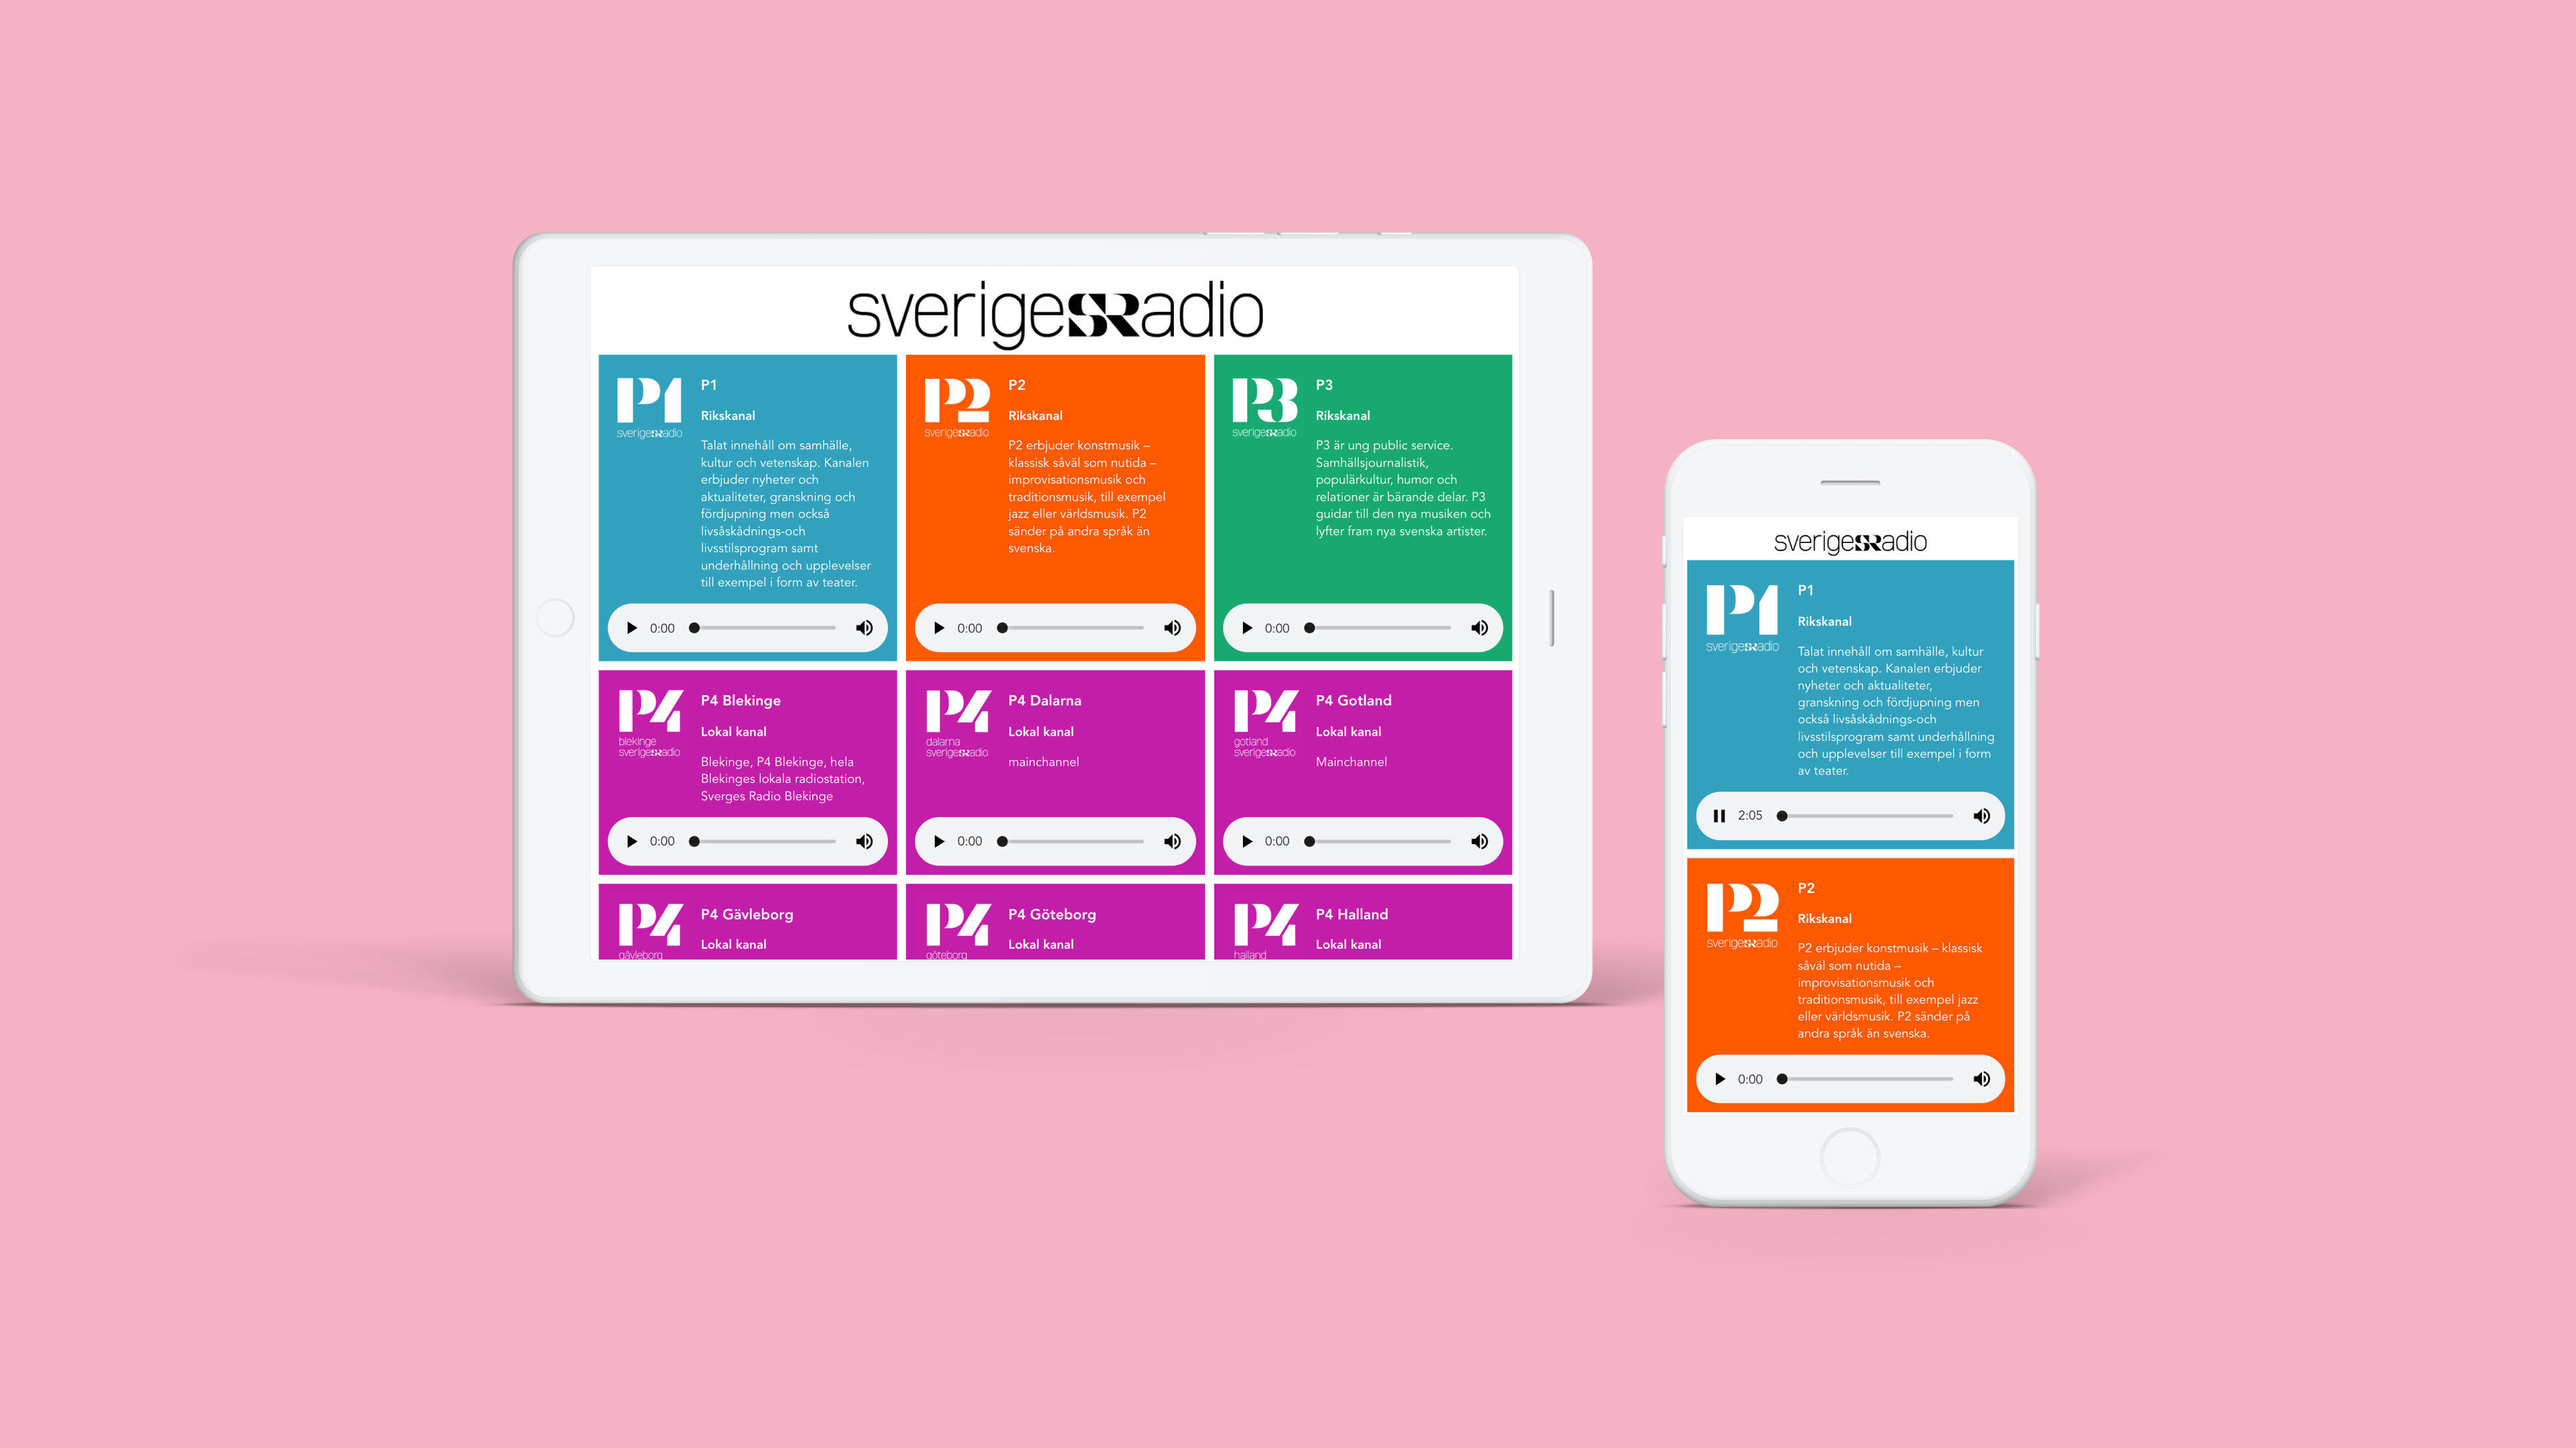 sverigesRadio
P1
sverigesRadio
P1
Rikskanal
Talat innehåll om samhälle,
kultur och vetenskap. Kanalen
erbjuder nyheter och
aktualiteter, granskning och
fördjupning men också
livsåskådnings-och
livsstilsprogram samt
underhållning och upplevelser
till exempel i form av teater.
0:00
P2
sverigesRadio
P2
Rikskanal
P2 erbjuder konstmusik –
klassisk såväl som nutida –
improvisationsmusik och
traditionsmusik, till exempel
jazz eller världsmusik. P2
sänder på andra språk än
svenska.
0:00
P3
sverigesRadio
P3
Rikskanal
P3 är ung public service.
Samhällsjournalistik,
populärkultur, humor och
relationer är bärande delar. P3
guidar till den nya musiken och
lyfter fram nya svenska artister.
0:00
P4
blekinge
sverigesRadio
P4 Blekinge
Lokal kanal
Blekinge, P4 Blekinge, hela
Blekinges lokala radiostation,
Sverges Radio Blekinge
0:00
P4
dalarna
sverigesRadio
P4 Dalarna
Lokal kanal
mainchannel
0:00
P4
gotland
sverigesRadio
P4 Gotland
Lokal kanal
Mainchannel
0:00
P4
gävleborg
P4 Gävleborg
Lokal kanal
P4
göteborg
P4 Göteborg
Lokal kanal
P4
halland
P4 Halland
Lokal kanal
sverigesRadio
P1
sverigesRadio
P1
Rikskanal
Talat innehåll om samhälle, kultur
och vetenskap. Kanalen erbjuder
nyheter och aktualiteter,
granskning och fördjupning men
också livsåskådnings-och
livsstilsprogram samt underhållning
och upplevelser till exempel i form
av teater.
2:05
P2
sverigesRadio
P2
Rikskanal
P2 erbjuder konstmusik – klassisk
såväl som nutida –
improvisationsmusik och
traditionsmusik, till exempel jazz
eller världsmusik. P2 sänder på
andra språk än svenska.
0:00